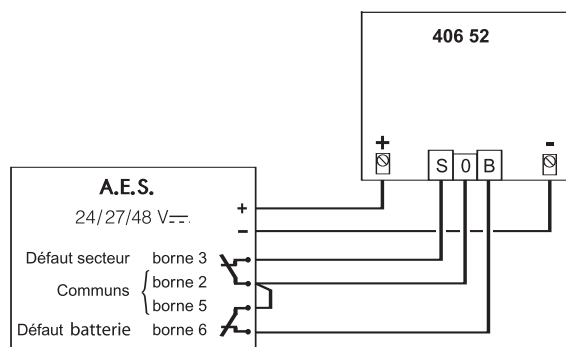 406 52
+ -
S 0 B
A.E.S.
24/27/48 V⎓
+
–
Défaut secteur borne 3
Communs
borne 2
borne 5
Défaut batterie borne 6